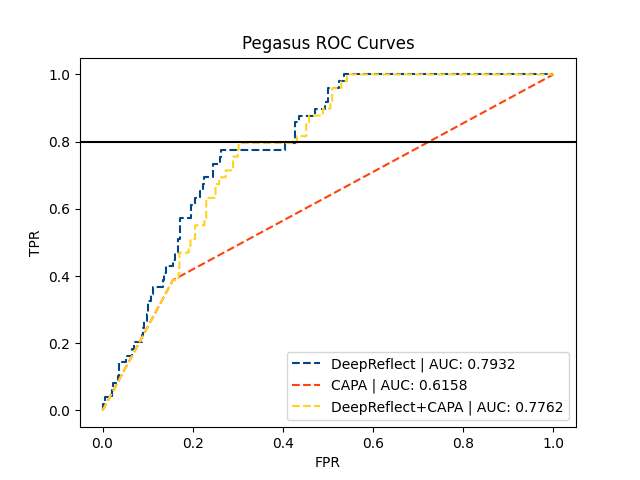 Pegasus ROC Curves
TPR
1.0
0.8
0.6
0.4
0.2
0.0
0.0
0.2
0.4
0.6
0.8
1.0
FPR
DeepReflect | AUC: 0.7932
CAPA | AUC: 0.6158
DeepReflect+CAPA | AUC: 0.7762